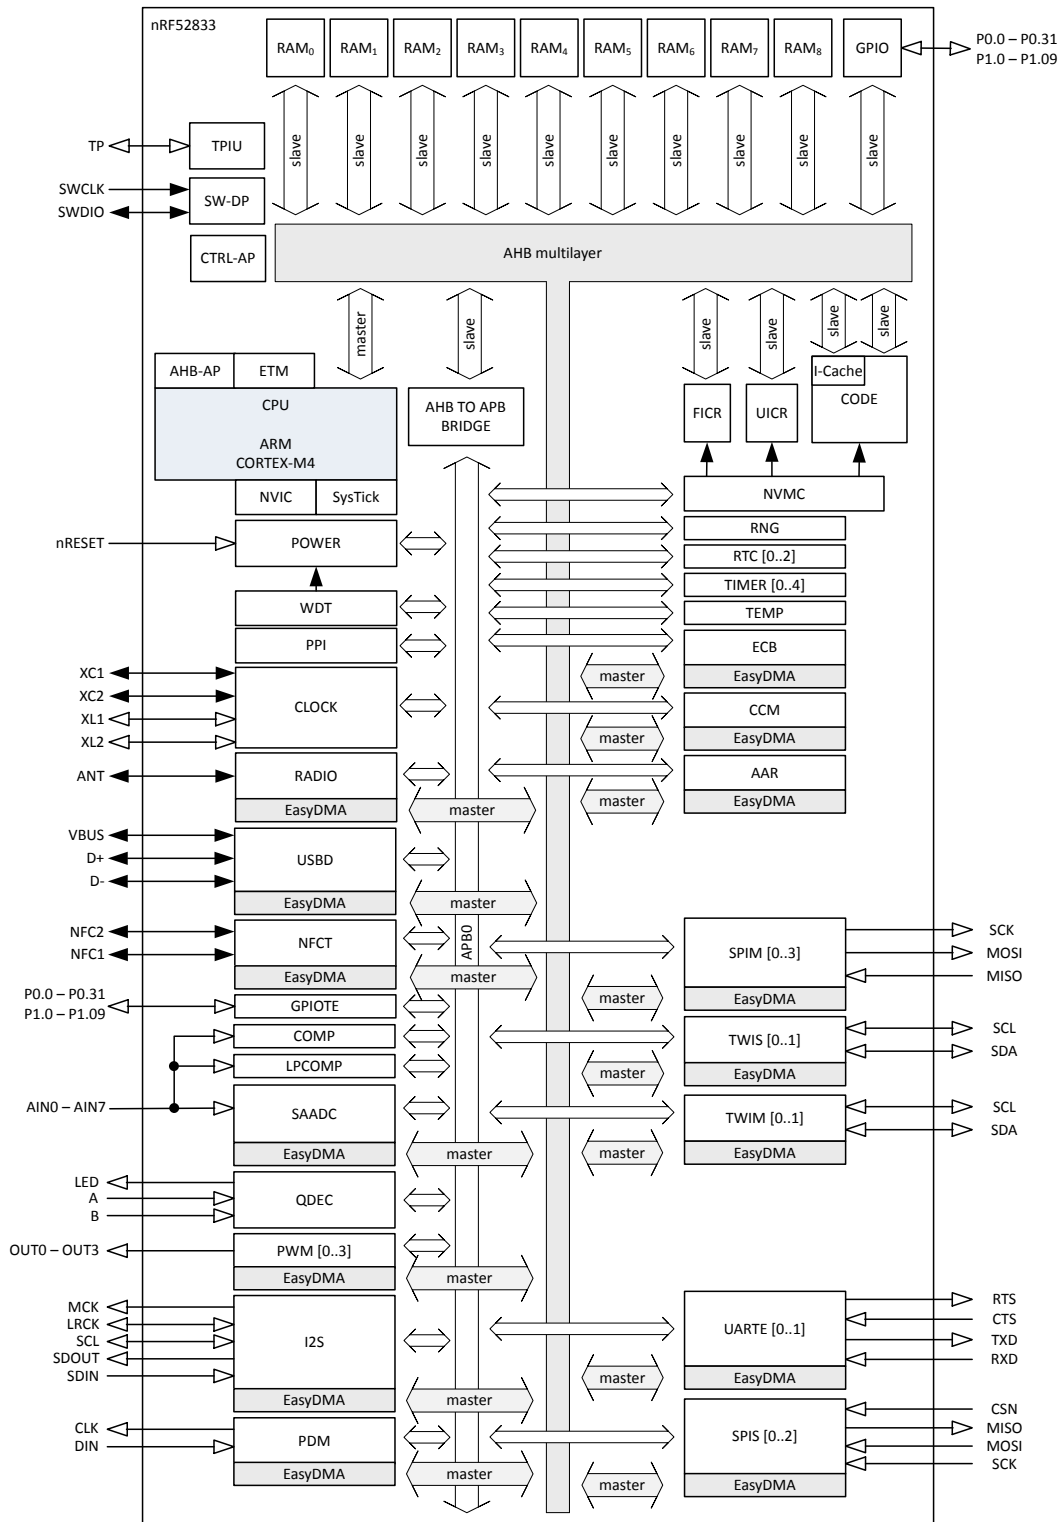 nRF52833
RAM0
RAM1
RAM2
RAM3
RAM4
RAM5
RAM6
RAM7
RAM8
GPIO
P0.0 – P0.31
P1.0 – P1.09
slave
slave
slave
slave
slave
slave
slave
slave
slave
slave
TP
TPIU
SWCLK
SWDIO
SW-DP
CTRL-AP
AHB multilayer
master
slave
slave
slave
slave
slave
AHB-AP
ETM
CPU
ARM
CORTEX-M4
NVIC
SysTick
AHB TO APB
BRIDGE
FICR
UICR
I-Cache
CODE
NVMC
nRESET
POWER
RNG
RTC [0..2]
TIMER [0..4]
WDT
TEMP
PPI
ECB
master
EasyDMA
XC1
XC2
XL1
XL2
CLOCK
CCM
master
EasyDMA
ANT
RADIO
EasyDMA
master
AAR
master
EasyDMA
VBUS
D+
D-
USBD
EasyDMA
master
APB0
NFC2
NFC1
NFCT
EasyDMA
master
SPIM [0..3]
master
EasyDMA
SCK
MOSI
MISO
P0.0 – P0.31
P1.0 – P1.09
GPIOTE
COMP
LPCOMP
TWIS [0..1]
master
EasyDMA
SCL
SDA
AIN0 – AIN7
SAADC
EasyDMA
master
TWIM [0..1]
master
EasyDMA
SCL
SDA
LED
A
B
QDEC
OUT0 – OUT3
PWM [0..3]
EasyDMA
master
MCK
LRCK
SCL
SDOUT
SDIN
I2S
EasyDMA
master
UARTE [0..1]
master
EasyDMA
RTS
CTS
TXD
RXD
CLK
DIN
PDM
EasyDMA
master
SPIS [0..2]
master
EasyDMA
CSN
MISO
MOSI
SCK